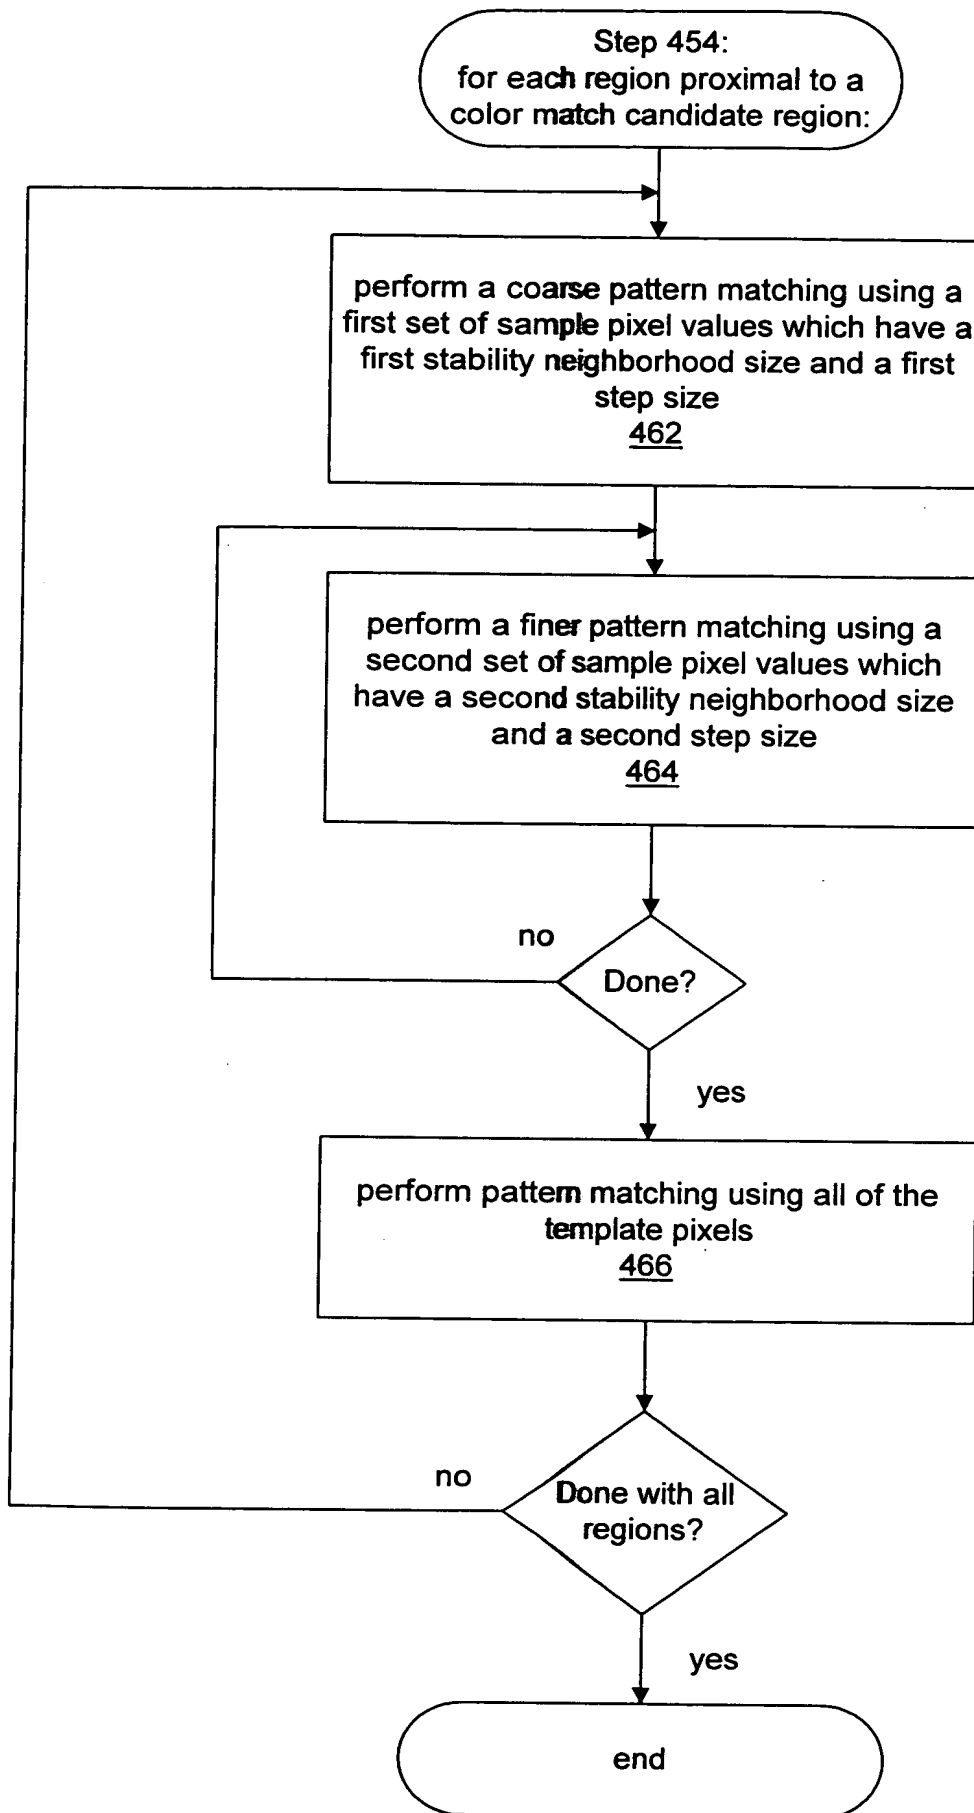 Step 454:
for each region proximal to a
color match candidate region:
perform a coarse pattern matching using a
first set of sample pixel values which have a
first stability neighborhood size and a first
step size
462
perform a finer pattern matching using a
second set of sample pixel values which
have a second stability neighborhood size
and a second step size
464
no
Done?
yes
perform pattern matching using all of the
template pixels
466
no
Done with all
regions?
yes
end